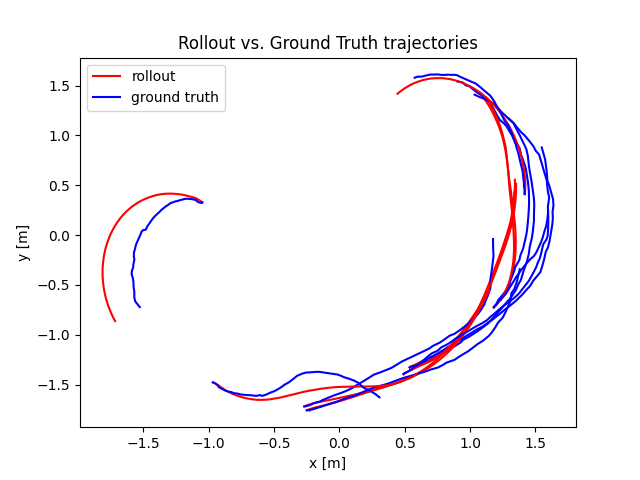 Rollout vs. Ground Truth trajectories
rollout
ground truth
1.5
1.0
0.5
0.0
−0.5
−1.0
−1.5
y [m]
−1.5 −1.0 −0.5 0.0 0.5 1.0 1.5
x [m]